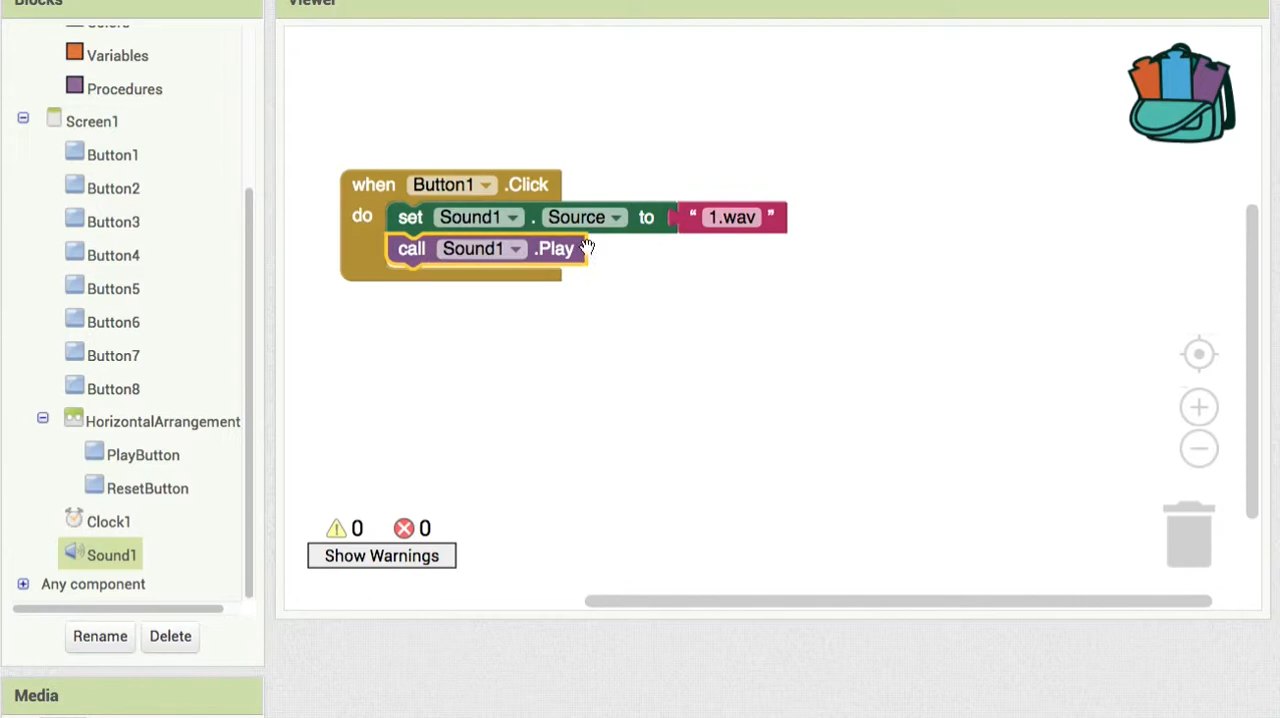 Blocks
Viewer
Colors
Variables
Procedures
Screen1
Button1
Button2
Button3
Button4
Button5
Button6
Button7
Button8
HorizontalArrangement
PlayButton
ResetButton
Clock1
Sound1
Any component
Rename
Delete
Media
when Button1 .Click
do set Sound1 . Source to “ 1.wav ”
call Sound1 .Play
0 0
Show Warnings